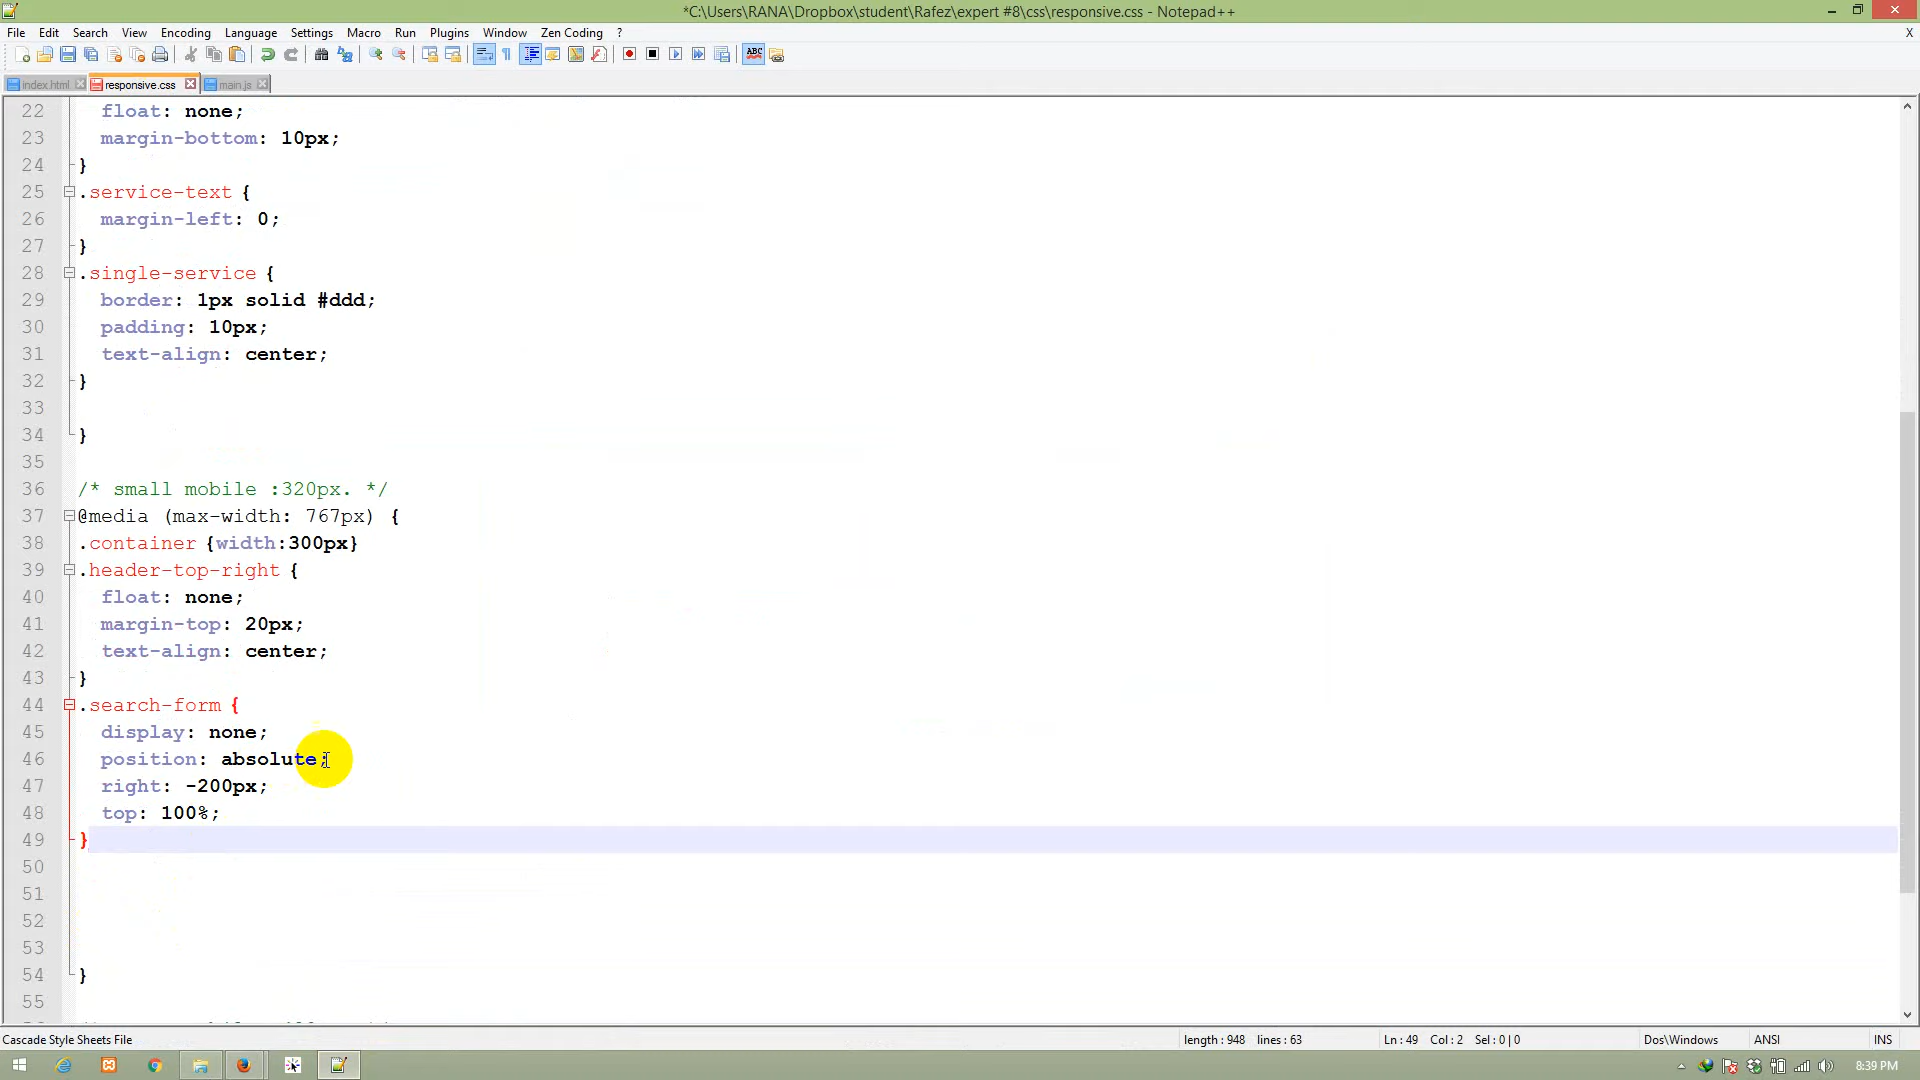 *C:\Users\RANA\Dropbox\student\Rafez\expert #8\css\responsive.css - Notepad++
File Edit Search View Encoding Language Settings Macro Run Plugins Window Zen Coding ? X
index.html responsive.css main.js
22 float: none;
23 margin-bottom: 10px;
24 }
25 .service-text {
26 margin-left: 0;
27 }
28 .single-service {
29 border: 1px solid #ddd;
30 padding: 10px;
31 text-align: center;
32 }
33
34 }
35
36 /* small mobile :320px. */
37 @media (max-width: 767px) {
38 .container {width:300px}
39 .header-top-right {
40 float: none;
41 margin-top: 20px;
42 text-align: center;
43 }
44 .search-form {
45 display: none;
46 position: absolute;
47 right: -200px;
48 top: 100%;
49 }
50
51
52
53
54 }
55
Cascade Style Sheets File length : 948 lines : 63 Ln : 49 Col : 2 Sel : 0 | 0 Dos\Windows ANSI INS
8:39 PM